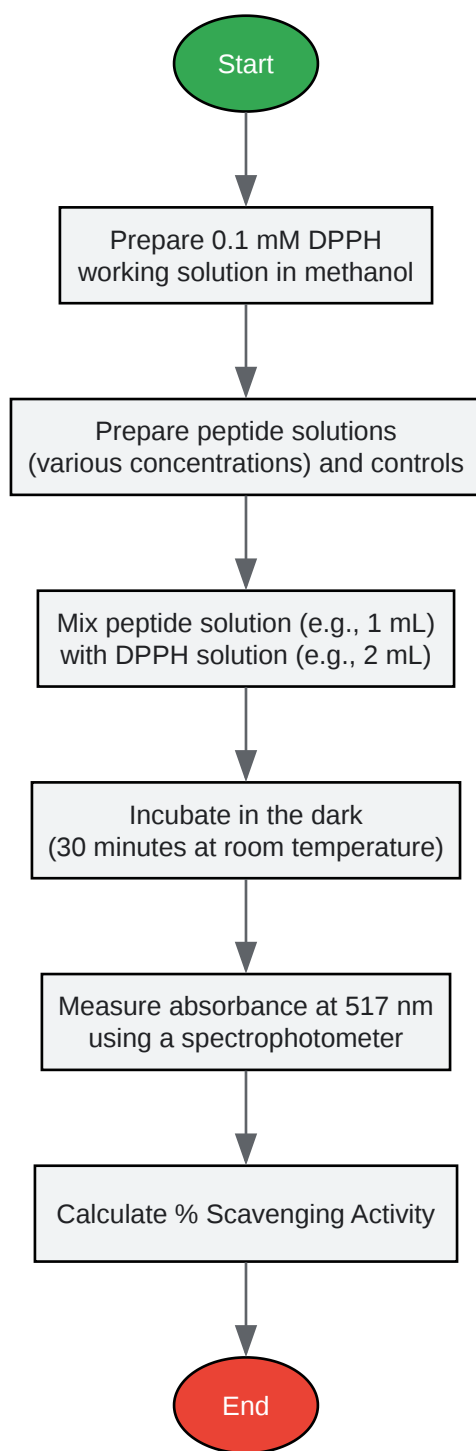 Start
Prepare 0.1 mM DPPH
working solution in methanol
Prepare peptide solutions
(various concentrations) and controls
Mix peptide solution (e.g., 1 mL)
with DPPH solution (e.g., 2 mL)
Incubate in the dark
(30 minutes at room temperature)
Measure absorbance at 517 nm
using a spectrophotometer
Calculate % Scavenging Activity
End